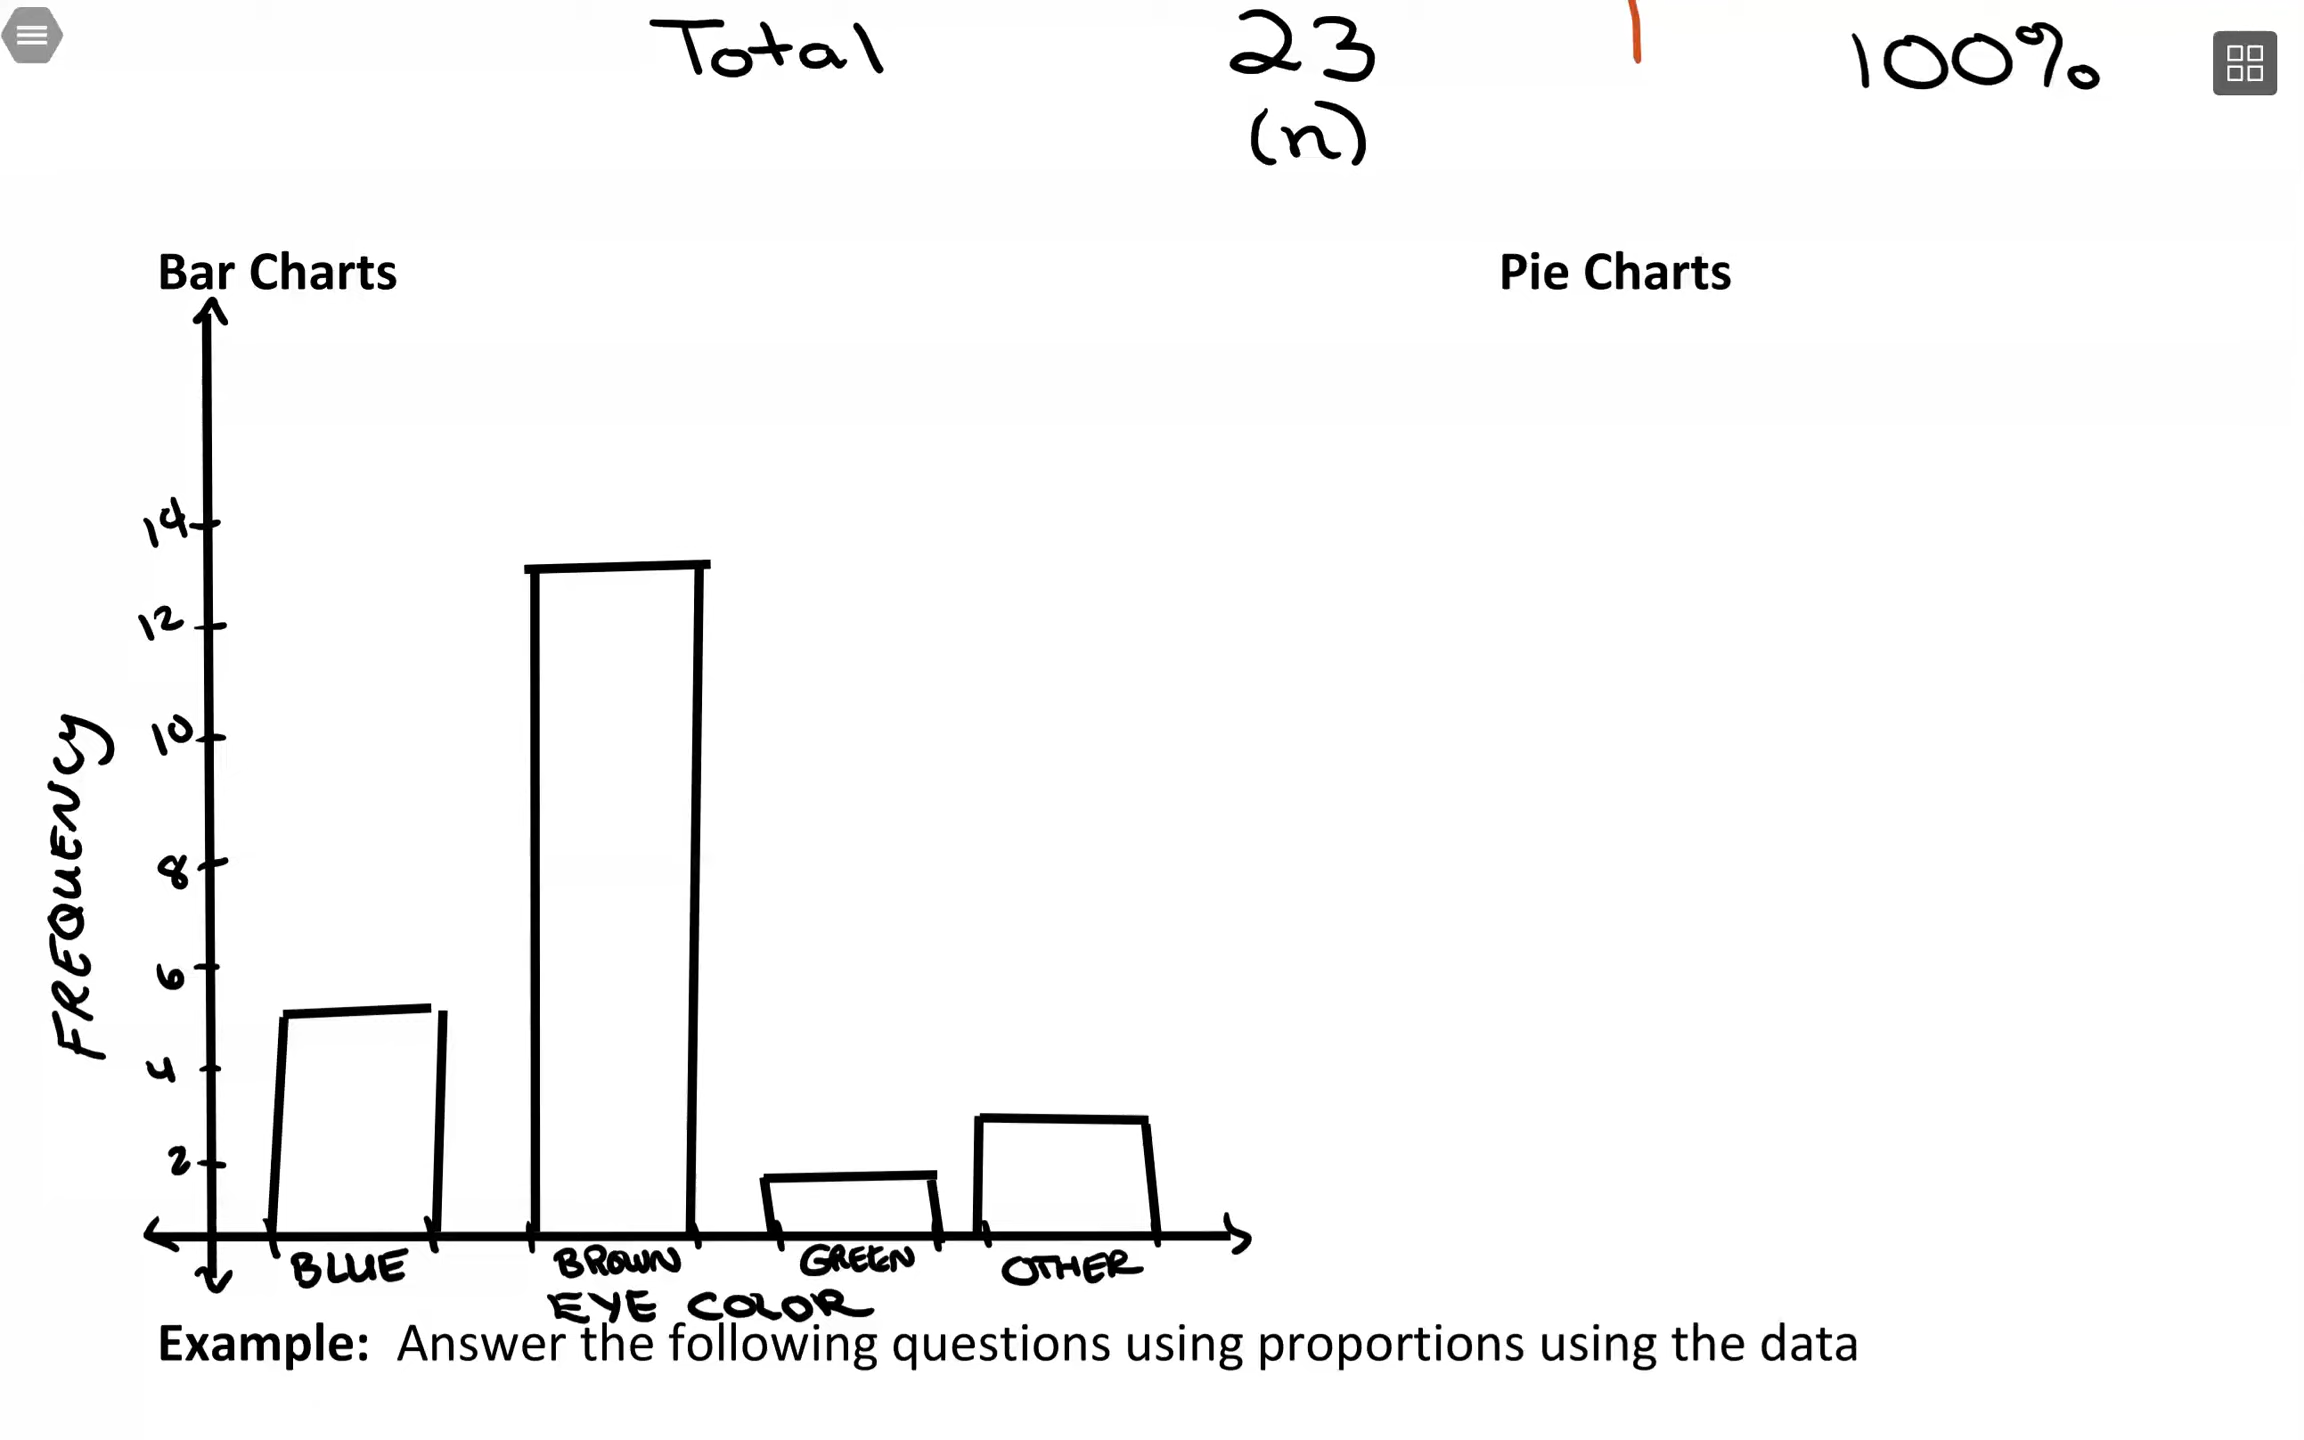 Total 23 100%
(n)
Bar Charts Pie Charts
14
12
10
8
6
4
2
FREQUENCY
BLUE BROWN GREEN OTHER
EYE COLOR
Example: Answer the following questions using proportions using the data